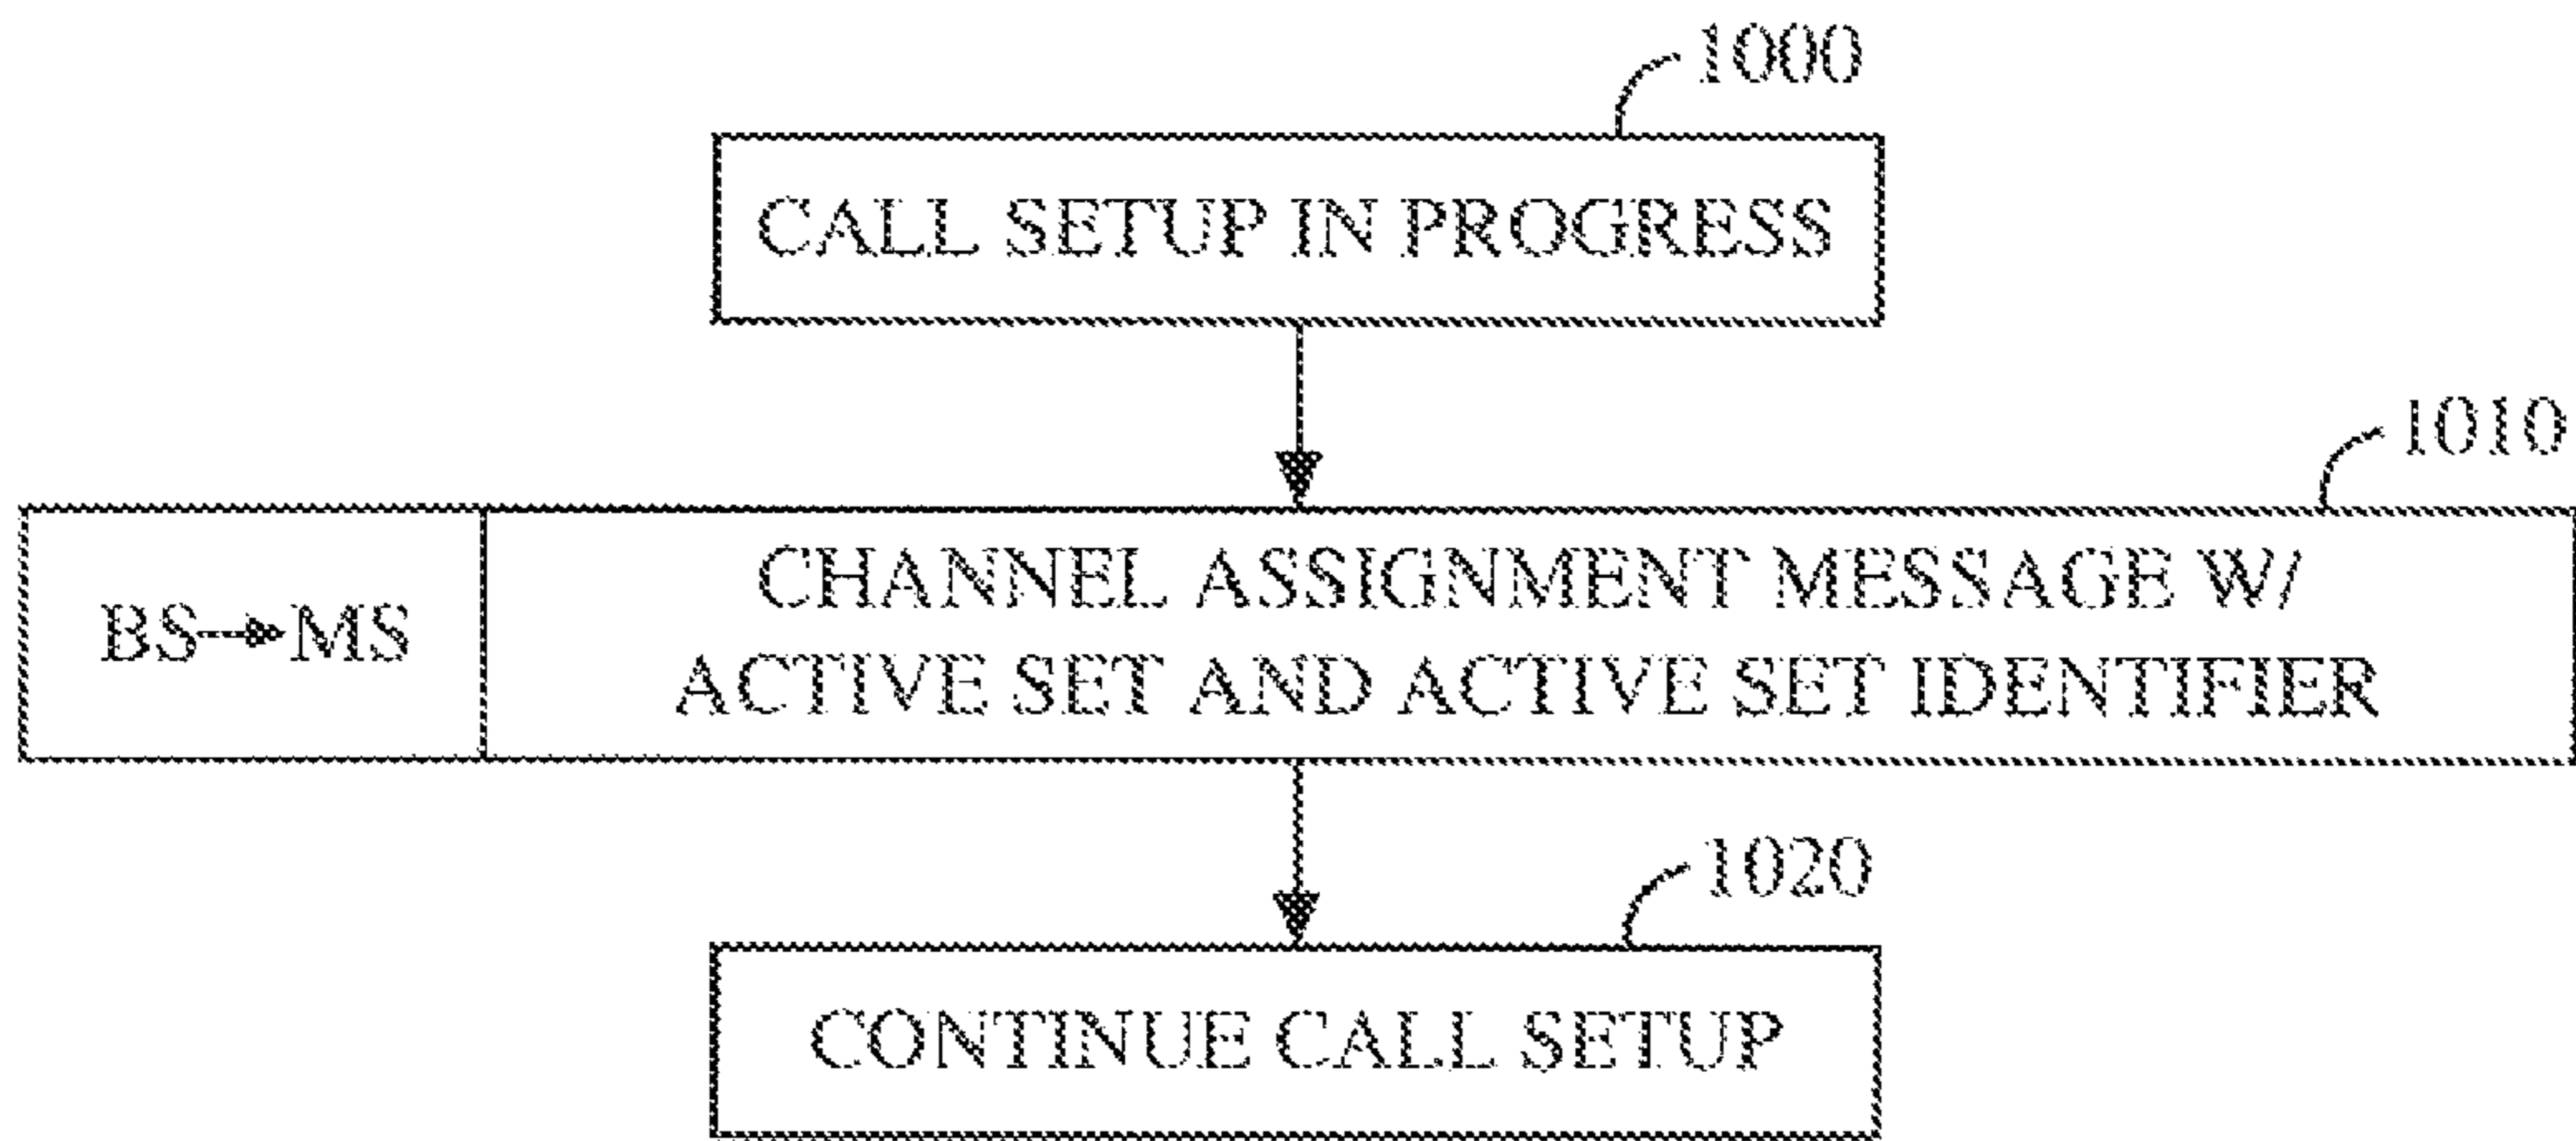 1000
CALL SETUP IN PROGRESS
1010
BS→MS
CHANNEL ASSIGNMENT MESSAGE W/
ACTIVE SET AND ACTIVE SET IDENTIFIER
1020
CONTINUE CALL SETUP